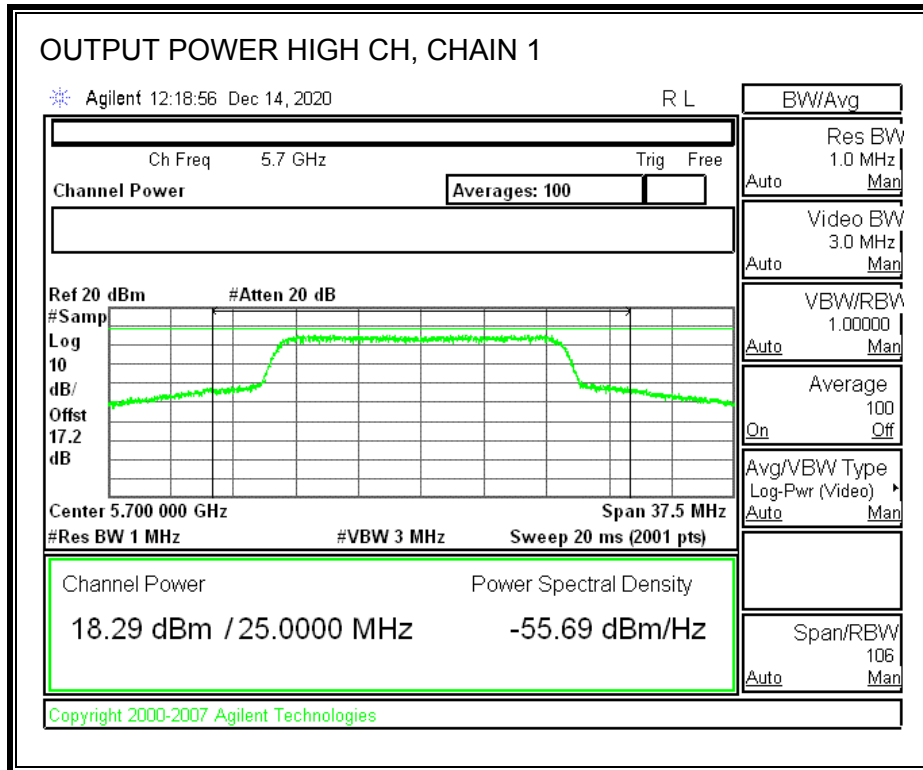 OUTPUT POWER HIGH CH, CHAIN 1
Agilent 12:18:56 Dec 14, 2020 R L
Ch Freq 5.7 GHz Trig Free
Channel Power Averages: 100
Ref 20 dBm #Atten 20 dB
#Samp
Log
10
dB/
Offst
17.2
dB
Center 5.700 000 GHz Span 37.5 MHz
#Res BW 1 MHz #VBW 3 MHz Sweep 20 ms (2001 pts)
Channel Power Power Spectral Density
18.29 dBm / 25.0000 MHz -55.69 dBm/Hz
Copyright 2000-2007 Agilent Technologies
BW/Avg
Res BW
1.0 MHz
Auto Man
Video BW
3.0 MHz
Auto Man
VBW/RBW
1.00000
Auto Man
Average
100
On Off
Avg/VBW Type
Log-Pwr (Video)
Auto Man
Span/RBW
106
Auto Man